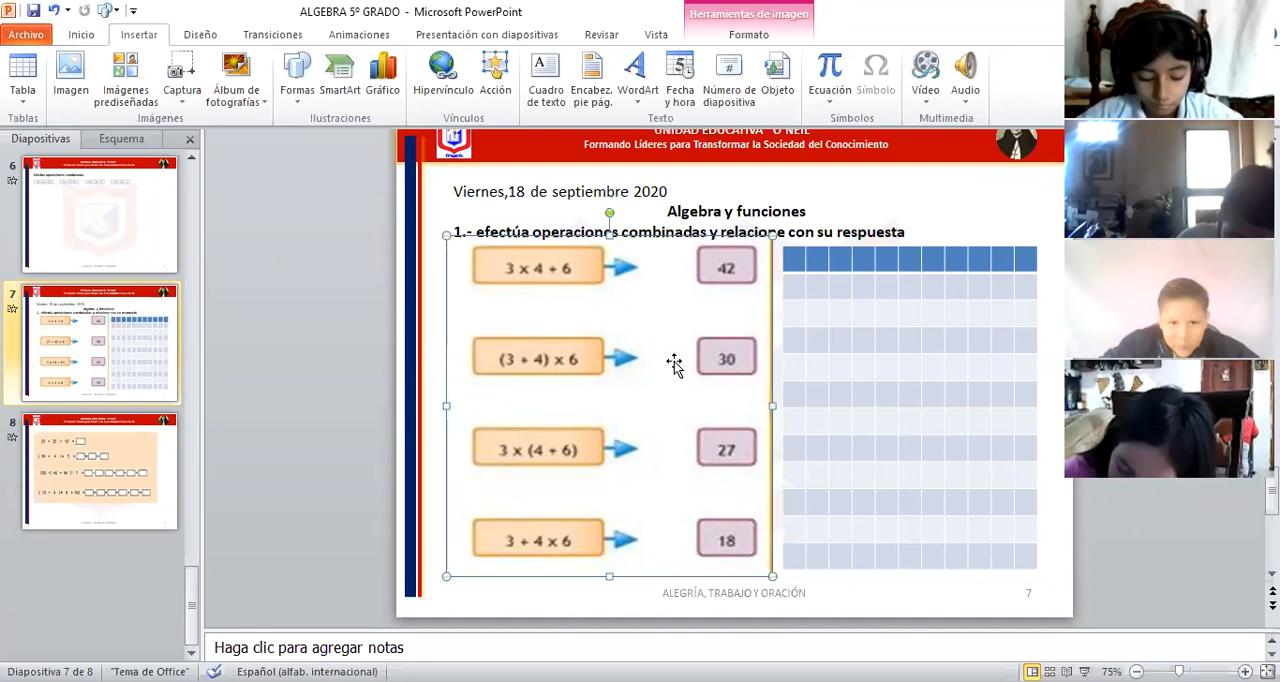 ALGEBRA 5º GRADO - Microsoft PowerPoint
Herramientas de imagen
Archivo Inicio Insertar Diseño Transiciones Animaciones Presentación con diapositivas Revisar Vista Formato
Tabla Imagen Imágenes prediseñadas Captura Álbum de fotografías Formas SmartArt Gráfico Hipervínculo Acción Cuadro de texto Encabez. pie pág. WordArt Fecha y hora Número de diapositiva Objeto Ecuación Símbolo Vídeo Audio
Tablas Imágenes Ilustraciones Vínculos Texto Símbolos Multimedia
Diapositivas Esquema
6
7
8
UNIDAD EDUCATIVA "O'NEIL"
Formando Líderes para Transformar la Sociedad del Conocimiento
Viernes,18 de septiembre 2020
Algebra y funciones
1.- efectúa operaciones combinadas y relacione con su respuesta
3 x 4 + 6 42
(3 + 4) x 6 30
3 x (4 + 6) 27
3 + 4 x 6 18
ALEGRÍA, TRABAJO Y ORACIÓN 7
Haga clic para agregar notas
Diapositiva 7 de 8 "Tema de Office" Español (alfab. internacional) 75%